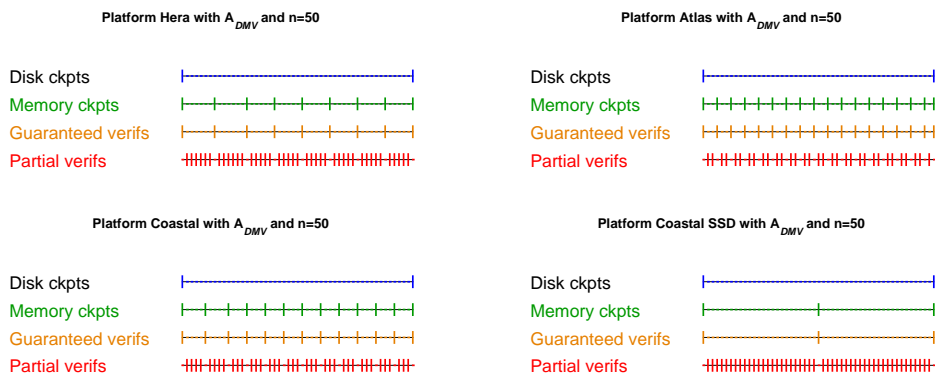 Platform Hera with A_DMV and n=50
Disk ckpts
Memory ckpts
Guaranteed verifs
Partial verifs
Platform Atlas with A_DMV and n=50
Disk ckpts
Memory ckpts
Guaranteed verifs
Partial verifs
Platform Coastal with A_DMV and n=50
Disk ckpts
Memory ckpts
Guaranteed verifs
Partial verifs
Platform Coastal SSD with A_DMV and n=50
Disk ckpts
Memory ckpts
Guaranteed verifs
Partial verifs